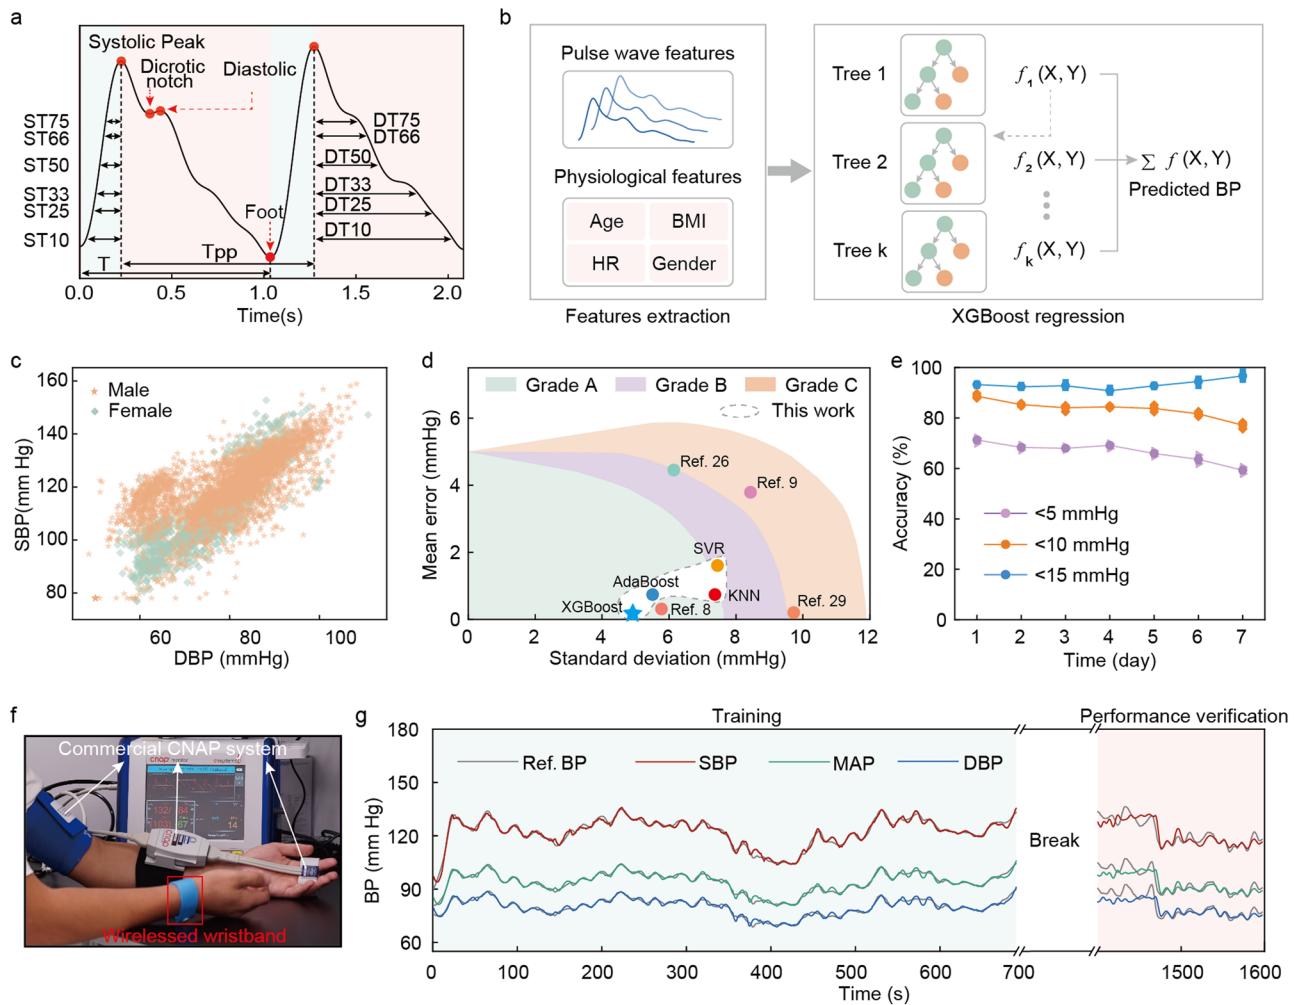 a
Systolic Peak
Dicrotic
notch
Diastolic
ST75
ST66
ST50
ST33
ST25
ST10
DT75
DT66
DT50
DT33
DT25
DT10
Foot
Tpp
T
0.0 0.5 1.0 1.5 2.0
Time(s)
b
Pulse wave features
Physiological features
Age BMI
HR Gender
Features extraction
Tree 1 f1 (X, Y)
Tree 2 f2 (X, Y)
Tree k fk (X, Y)
∑ f (X, Y)
Predicted BP
XGBoost regression
c
Male
Female
160
140
120
100
80
SBP(mm Hg)
60 80 100
DBP (mmHg)
d
Grade A Grade B Grade C
This work
Ref. 26
Ref. 9
SVR
AdaBoost
KNN
XGBoost
Ref. 8
Ref. 29
6
4
2
0
Mean error (mmHg)
0 2 4 6 8 10 12
Standard deviation (mmHg)
e
100
80
60
40
20
0
Accuracy (%)
<5 mmHg
<10 mmHg
<15 mmHg
1 2 3 4 5 6 7
Time (day)
f
Commercial CNAP system
Wirelessed wristband
g
Training
Performance verification
Ref. BP SBP MAP DBP
Break
180
150
120
90
60
BP (mm Hg)
0 100 200 300 400 500 600 700 1500 1600
Time (s)